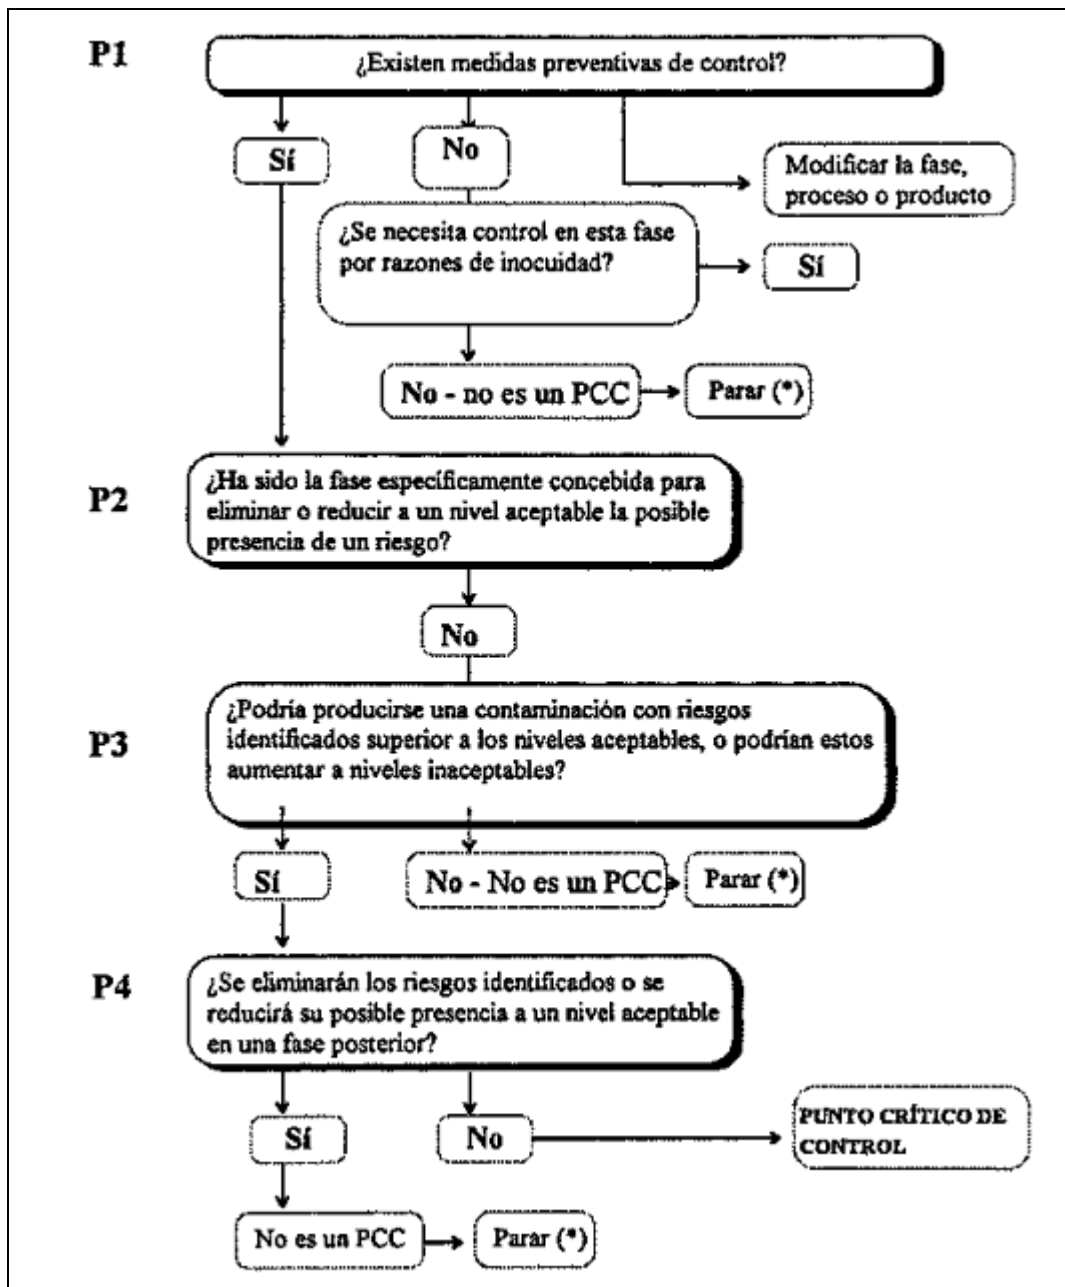 P1
¿Existen medidas preventivas de control?
Sí
No
Modificar la fase,
proceso o producto
¿Se necesita control en esta fase
por razones de inocuidad?
Sí
No - no es un PCC
Parar (*)
P2
¿Ha sido la fase específicamente concebida para
eliminar o reducir a un nivel aceptable la posible
presencia de un riesgo?
No
P3
¿Podría producirse una contaminación con riesgos
identificados superior a los niveles aceptables, o podrían estos
aumentar a niveles inaceptables?
Sí
No - No es un PCC
Parar (*)
P4
¿Se eliminarán los riesgos identificados o se
reducirá su posible presencia a un nivel aceptable
en una fase posterior?
Sí
No
PUNTO CRÍTICO DE
CONTROL
No es un PCC
Parar (*)